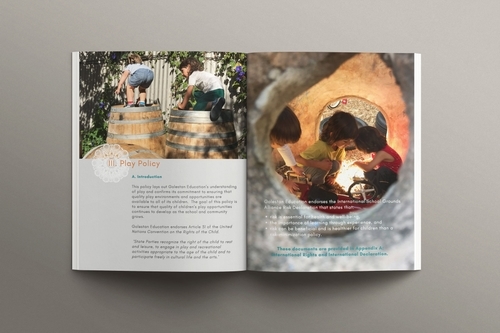 III. Play Policy
A. Introduction
This policy lays out Golestan Education's understanding
of play and confirms its commitment to ensuring that
quality play environments and opportunities are
available to all of its children. The goal of this policy is
to ensure that quality of children's play opportunities
continues to develop as the school and community
grows.
Golestan Education endorses Article 31 of the United
Nations Convention on the Rights of the Child.
'State Parties recognize the right of the child to rest
and leisure, to engage in play and recreational
activities appropriate to the age of the child and to
participate freely in cultural life and the arts.'
Golestan Education endorses the International School Grounds
Alliance Risk Declaration that states that:
• risk is essential for health and well-being,
• the importance of learning through experience, and
• risk can be beneficial and is healthier for children than a
These documents are provided in Appendix A:
International Rights and International Declaration.